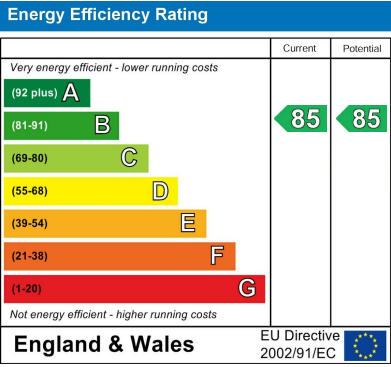 Energy Efficiency Rating
Current Potential
Very energy efficient - lower running costs
(92 plus) A
(81-91) B 85 85
(69-80) C
(55-68) D
(39-54) E
(21-38) F
(1-20) G
Not energy efficient - higher running costs
England & Wales
EU Directive
2002/91/EC